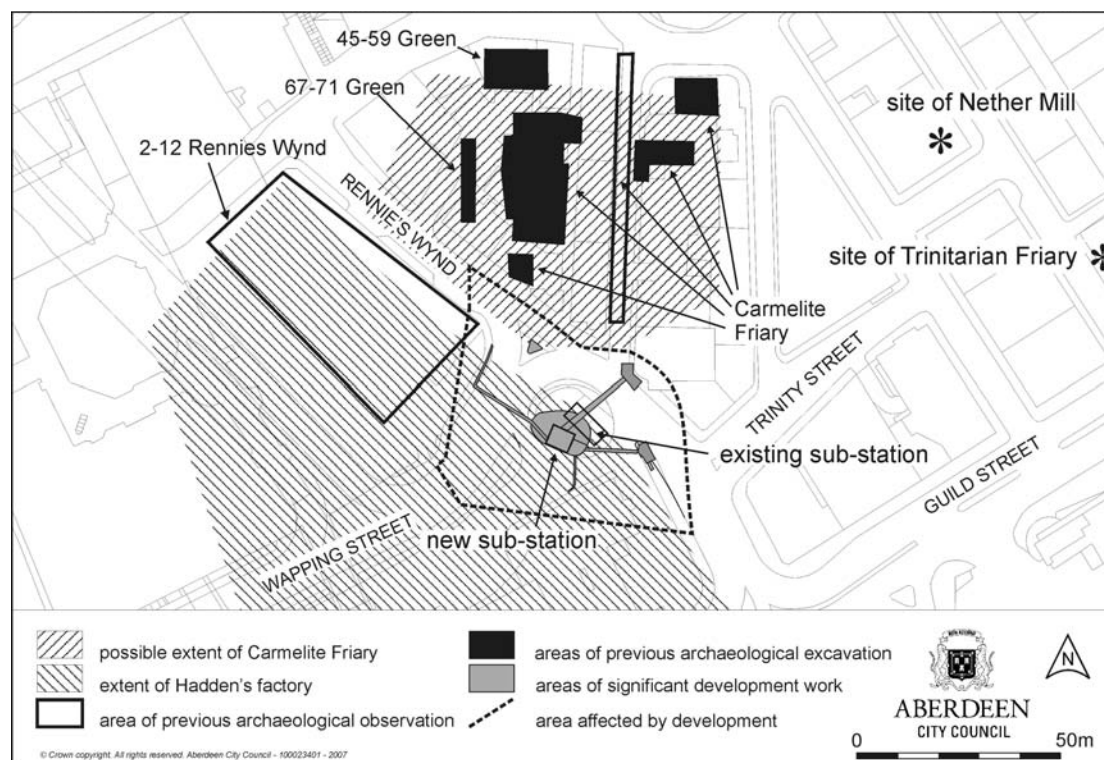 45-59 Green
67-71 Green
2-12 Rennies Wynd
RENNIE'S WYND
site of Nether Mill
site of Trinitarian Friary
Carmelite
Friary
TRINITY STREET
existing sub-station
GUILD STREET
new sub-station
WAPPING STREET
possible extent of Carmelite Friary
extent of Hadden's factory
area of previous archaeological observation
areas of previous archaeological excavation
areas of significant development work
area affected by development
ABERDEEN
CITY COUNCIL
N
0 50m
© Crown copyright. All rights reserved. Aberdeen City Council - 100023401 - 2007